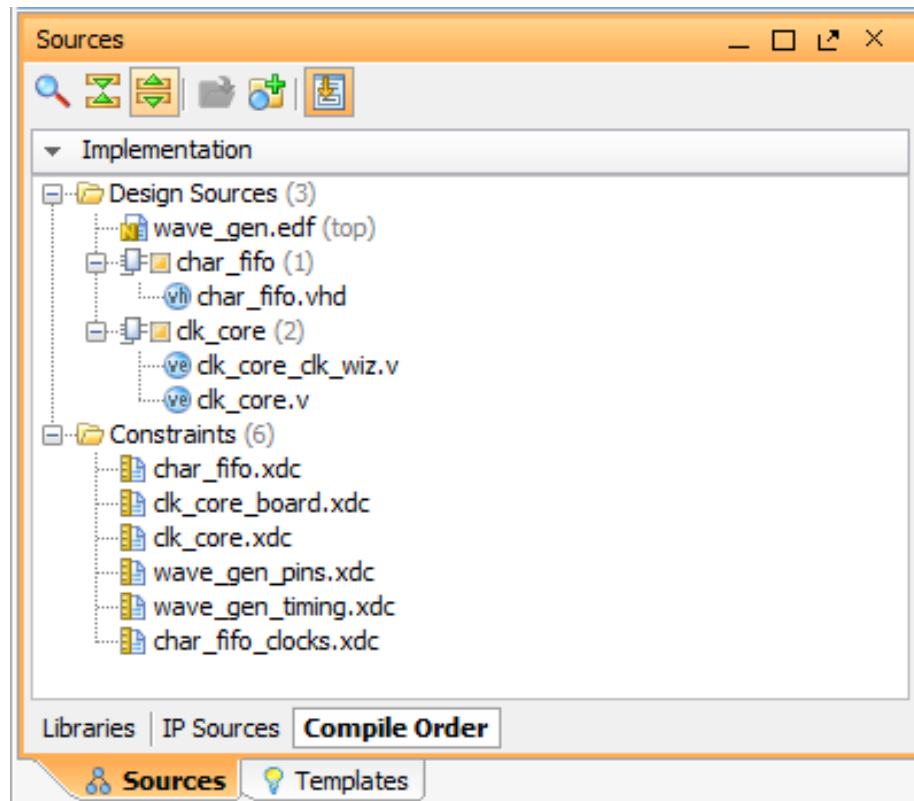 Sources
Implementation
Design Sources (3)
wave_gen.edf (top)
char_fifo (1)
char_fifo.vhd
clk_core (2)
clk_core_clk_wiz.v
clk_core.v
Constraints (6)
char_fifo.xdc
clk_core_board.xdc
clk_core.xdc
wave_gen_pins.xdc
wave_gen_timing.xdc
char_fifo_clocks.xdc
Libraries IP Sources Compile Order
Sources Templates